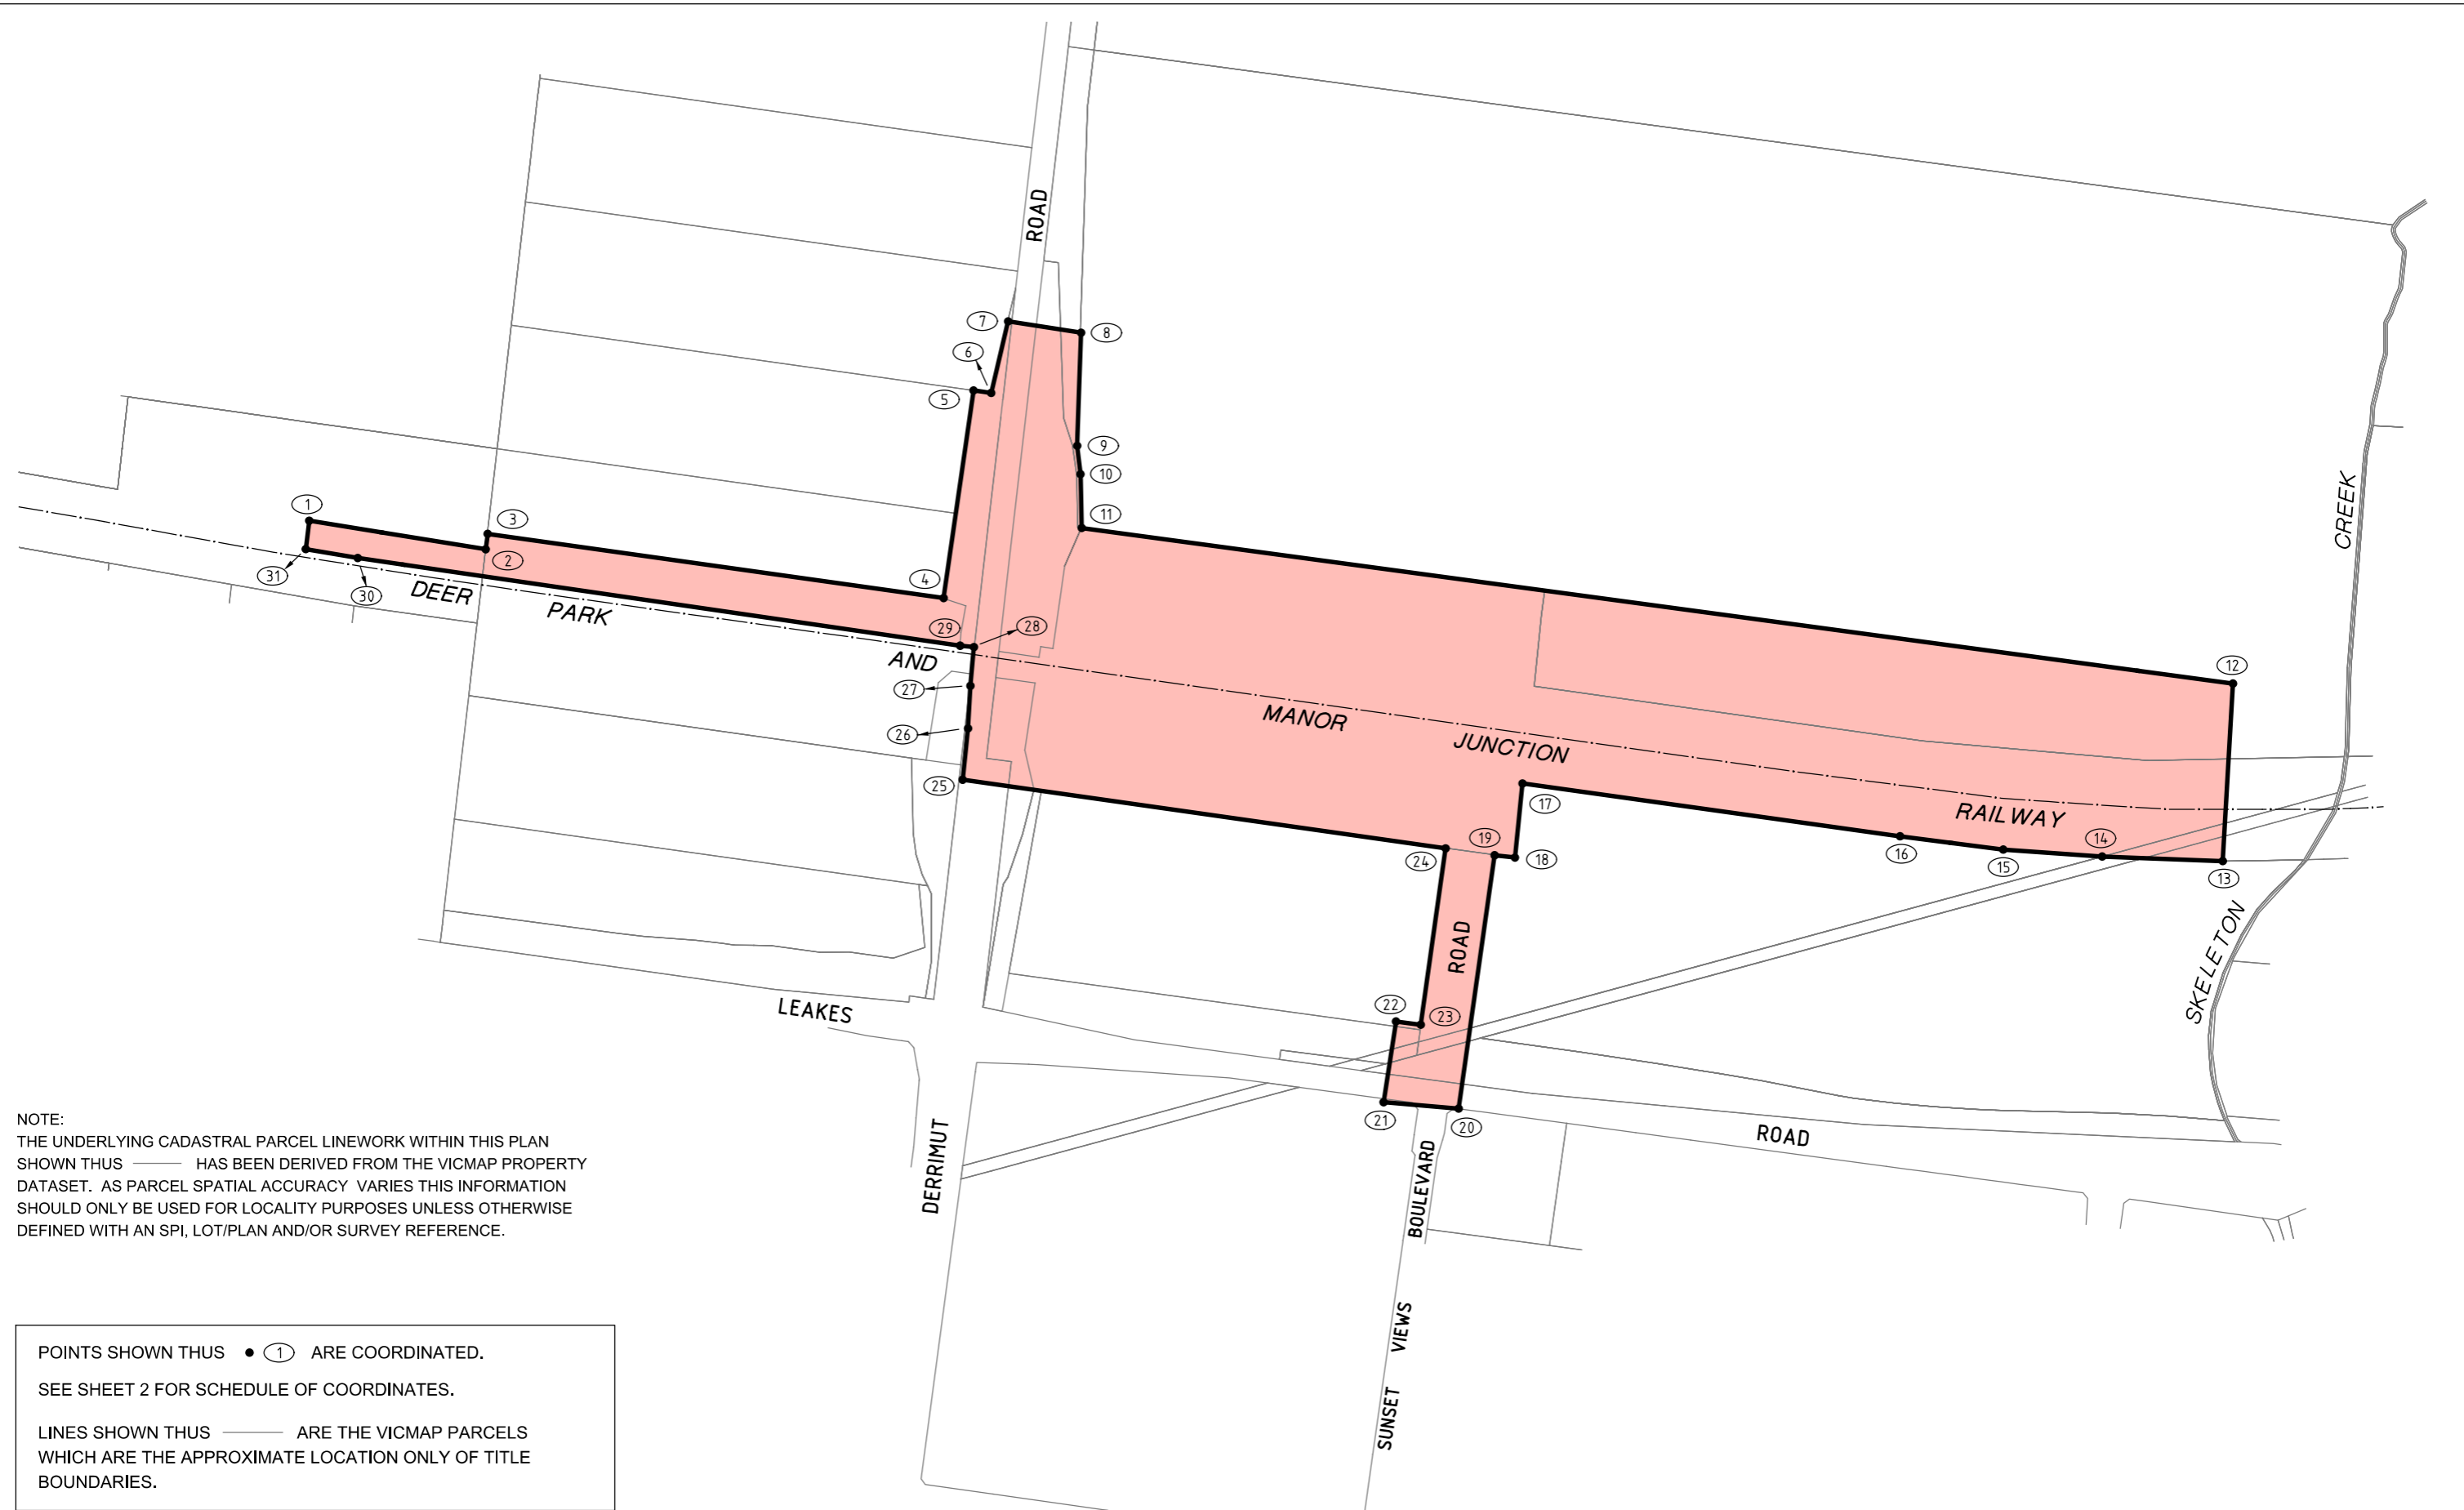 ROAD
7
8
6
5
9
10
1
3
11
2
4
31
30
DEER
PARK
29
28
AND
27
26
25
MANOR
JUNCTION
12
CREEK
17
RAILWAY
19
14
24
18
16
15
13
ROAD
SKELETON
22
23
LEAKES
21
20
ROAD
DERRIMUT
BOULEVARD
VIEWS
SUNSET
NOTE:
THE UNDERLYING CADASTRAL PARCEL LINEWORK WITHIN THIS PLAN
SHOWN THUS HAS BEEN DERIVED FROM THE VICMAP PROPERTY
DATASET. AS PARCEL SPATIAL ACCURACY VARIES THIS INFORMATION
SHOULD ONLY BE USED FOR LOCALITY PURPOSES UNLESS OTHERWISE
DEFINED WITH AN SPI, LOT/PLAN AND/OR SURVEY REFERENCE.
POINTS SHOWN THUS • 1 ARE COORDINATED.
SEE SHEET 2 FOR SCHEDULE OF COORDINATES.
LINES SHOWN THUS ARE THE VICMAP PARCELS
WHICH ARE THE APPROXIMATE LOCATION ONLY OF TITLE
BOUNDARIES.